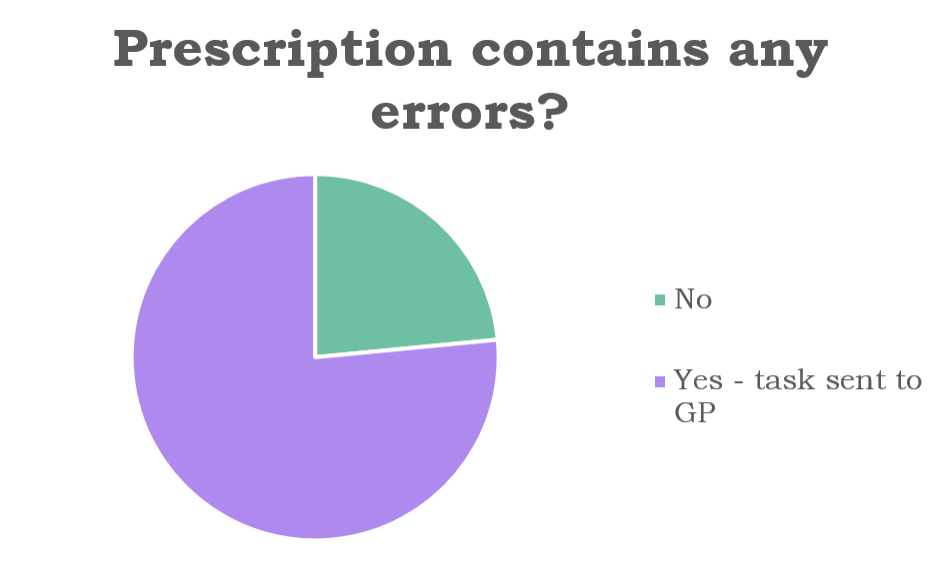 Prescription contains any
errors?
No
Yes - task sent to
GP